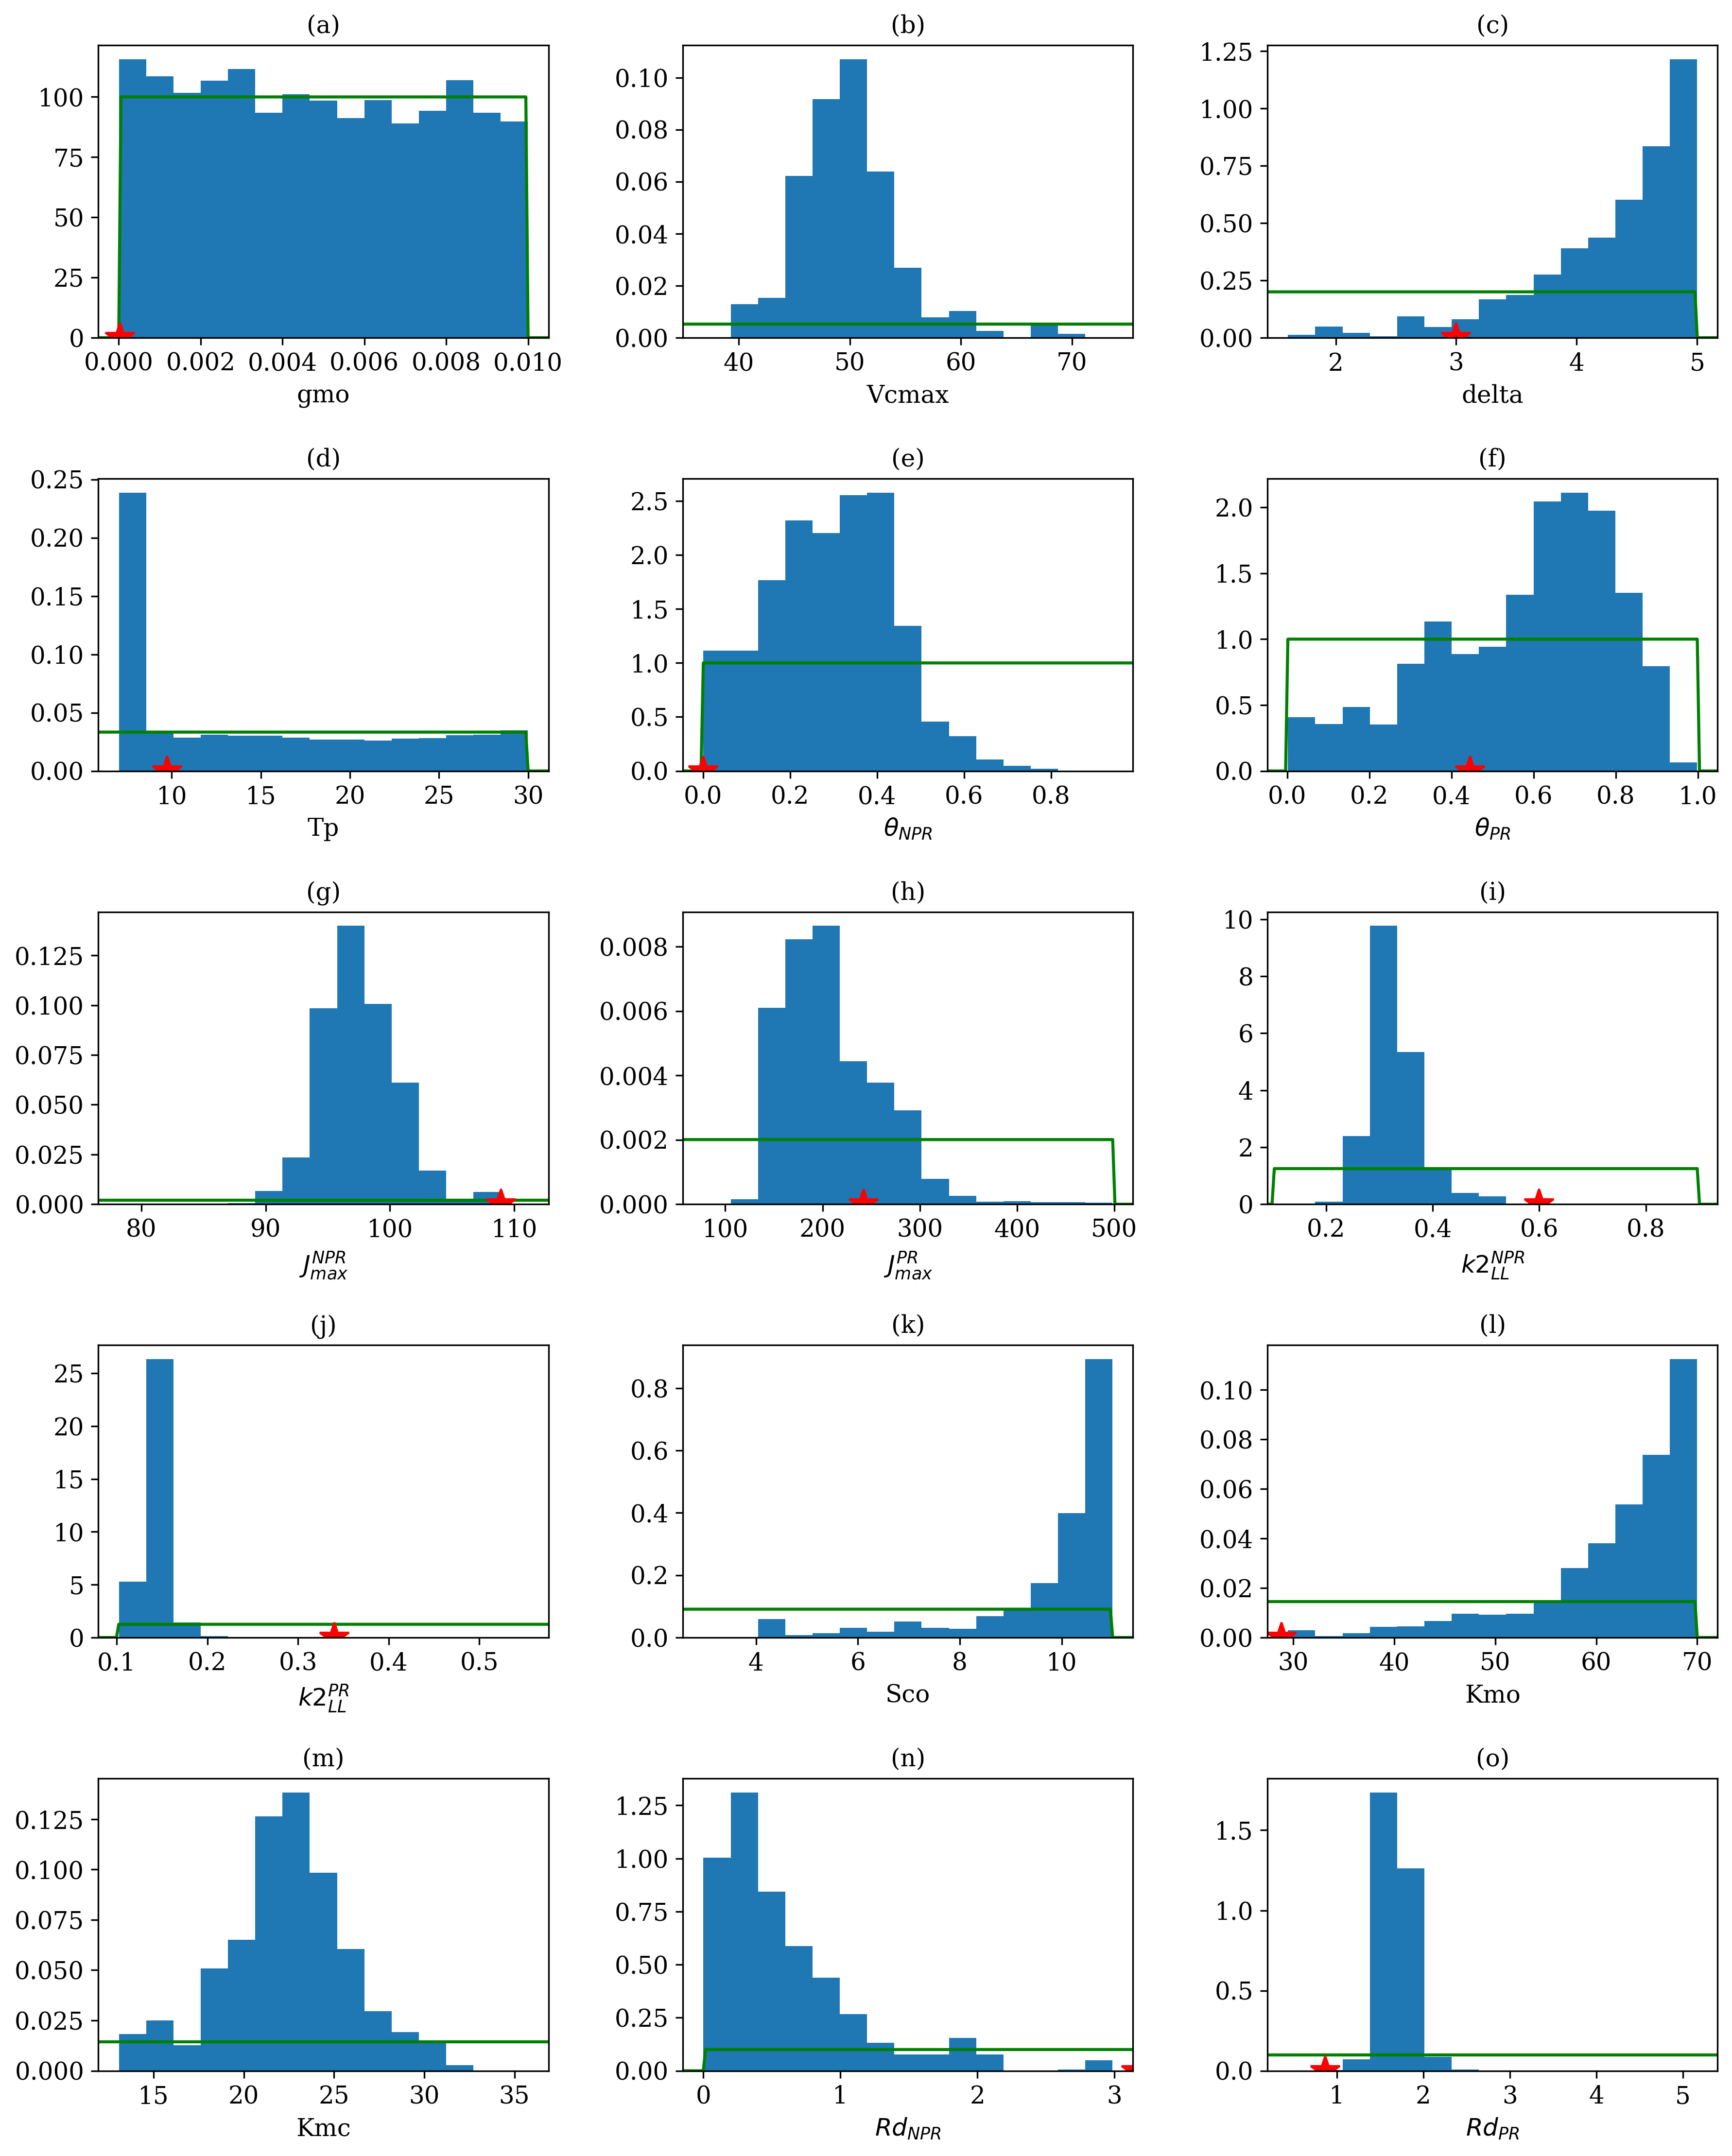 (a) (b) (c)
100 75 50 25 0
0.10 0.08 0.06 0.04 0.02 0.00
1.25 1.00 0.75 0.50 0.25 0.00
0.000 0.002 0.004 0.006 0.008 0.010
40 50 60 70
2 3 4 5
gmo Vcmax delta
(d) (e) (f)
0.25 0.20 0.15 0.10 0.05 0.00
2.5 2.0 1.5 1.0 0.5 0.0
2.0 1.5 1.0 0.5 0.0
10 15 20 25 30
0.0 0.2 0.4 0.6 0.8
0.0 0.2 0.4 0.6 0.8 1.0
Tp θ_NPR θ_PR
(g) (h) (i)
0.125 0.100 0.075 0.050 0.025 0.000
0.008 0.006 0.004 0.002 0.000
10 8 6 4 2 0
80 90 100 110
100 200 300 400 500
0.2 0.4 0.6 0.8
J_max^NPR J_max^PR k2_LL^NPR
(j) (k) (l)
25 20 15 10 5 0
0.8 0.6 0.4 0.2 0.0
0.10 0.08 0.06 0.04 0.02 0.00
0.1 0.2 0.3 0.4 0.5
4 6 8 10
30 40 50 60 70
k2_LL^PR Sco Kmo
(m) (n) (o)
0.125 0.100 0.075 0.050 0.025 0.000
1.25 1.00 0.75 0.50 0.25 0.00
1.5 1.0 0.5 0.0
15 20 25 30 35
0 1 2 3
1 2 3 4 5
Kmc Rd_NPR Rd_PR